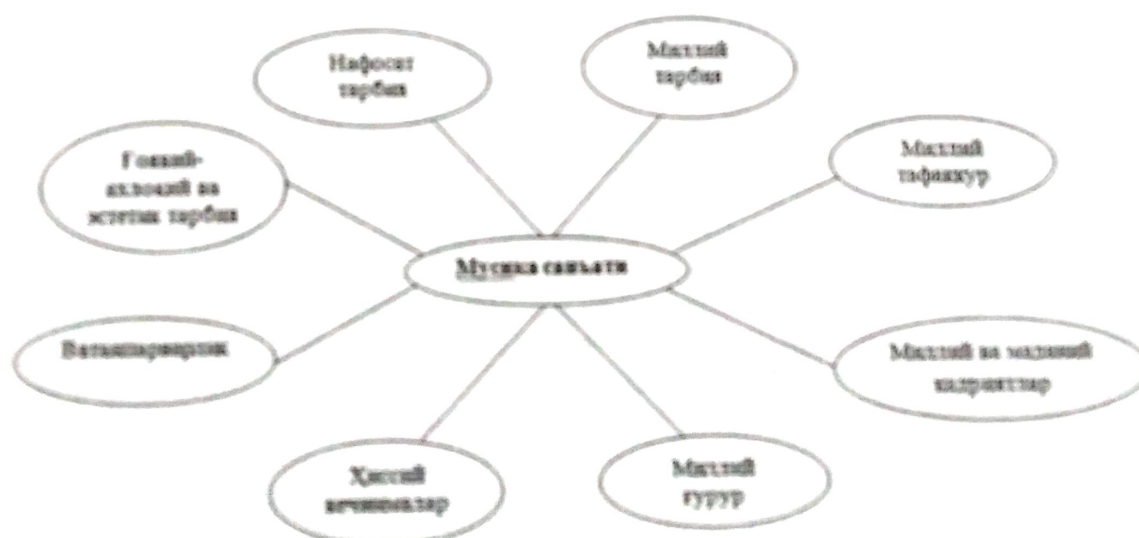 Нафосат
тарбия
Миллий
тарбия
Ғоявий-
ахлоқий ва
эстетик тарбия
Миллий
тафаккур
Мусиқа санъати
Ватанпарварлик
Миллий ва маданий
қадриятлар
Ҳиссий
кечинмалар
Миллий
ғурур